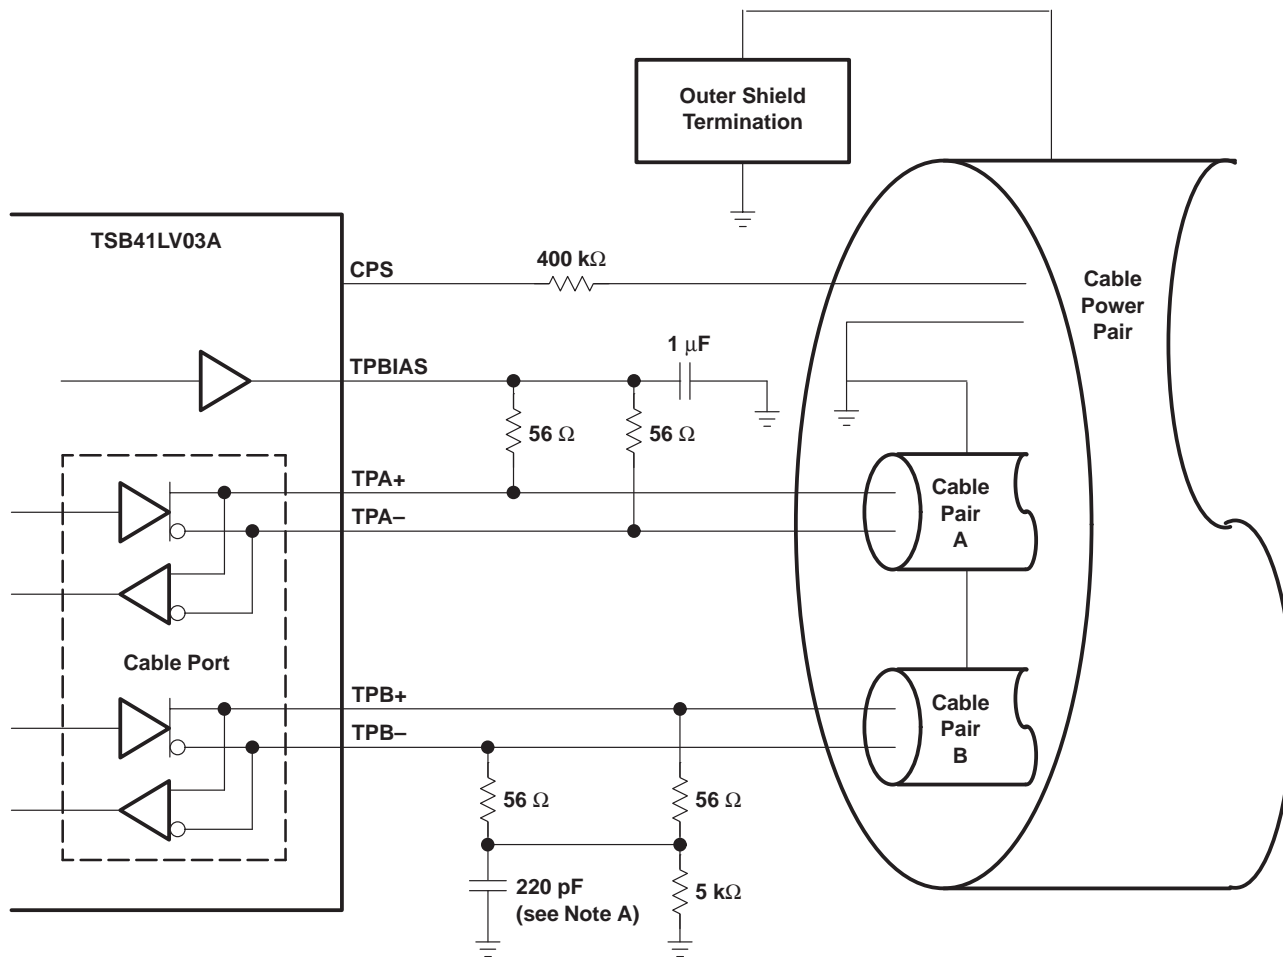 Outer Shield
Termination
TSB41LV03A
CPS
400 kΩ
Cable
Power
Pair
TPBIAS
1 μF
56 Ω
56 Ω
TPA+
TPA–
Cable
Pair
A
Cable Port
TPB+
TPB–
Cable
Pair
B
56 Ω
56 Ω
220 pF
(see Note A)
5 kΩ